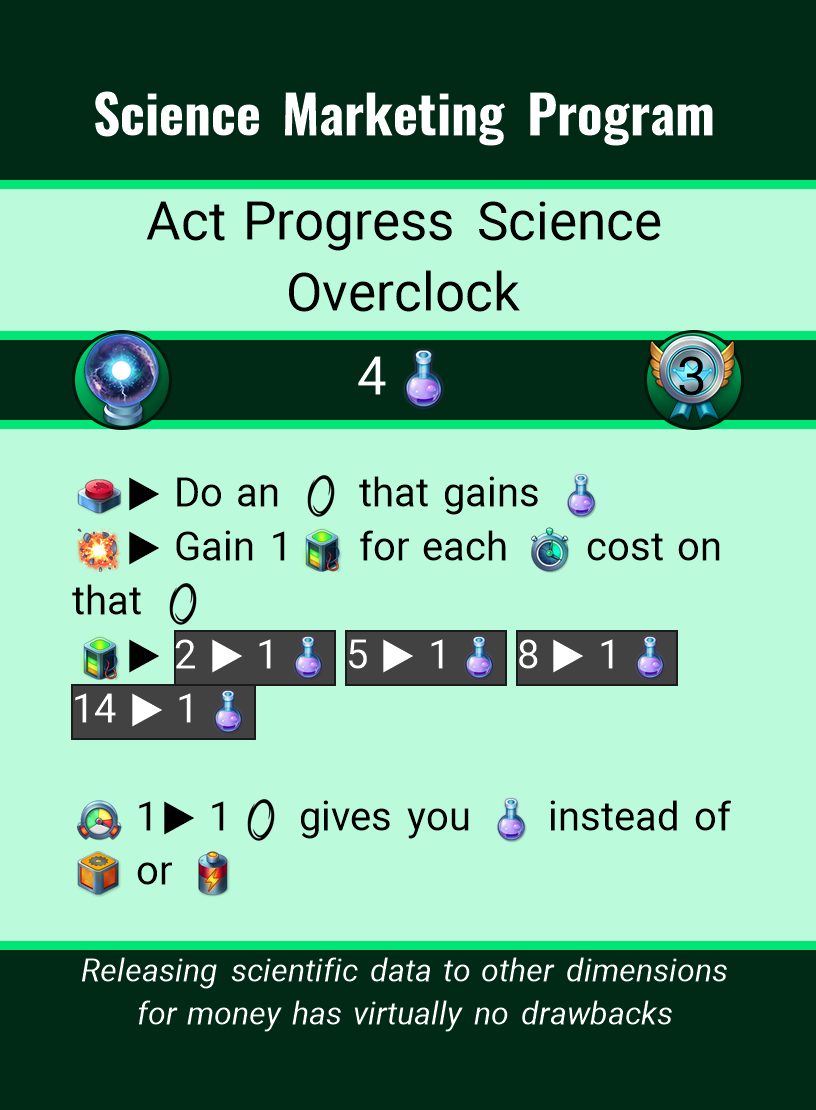 Science Marketing Program
Act Progress Science
Overclock
4
3
Do an that gains
Gain 1 for each cost on
that
2 ▶ 1 5 ▶ 1 8 ▶ 1
14 ▶ 1
1▶ 1 gives you instead of
or
Releasing scientific data to other dimensions
for money has virtually no drawbacks